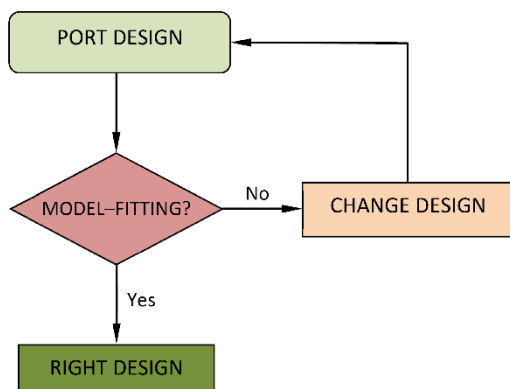 PORT DESIGN
MODEL–FITTING?
No
CHANGE DESIGN
Yes
RIGHT DESIGN